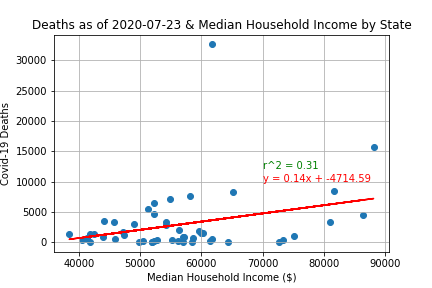 Deaths as of 2020-07-23 & Median Household Income by State
Covid-19 Deaths
30000
25000
20000
15000
10000
5000
0
r^2 = 0.31
y = 0.14x + -4714.59
40000 50000 60000 70000 80000 90000
Median Household Income ($)